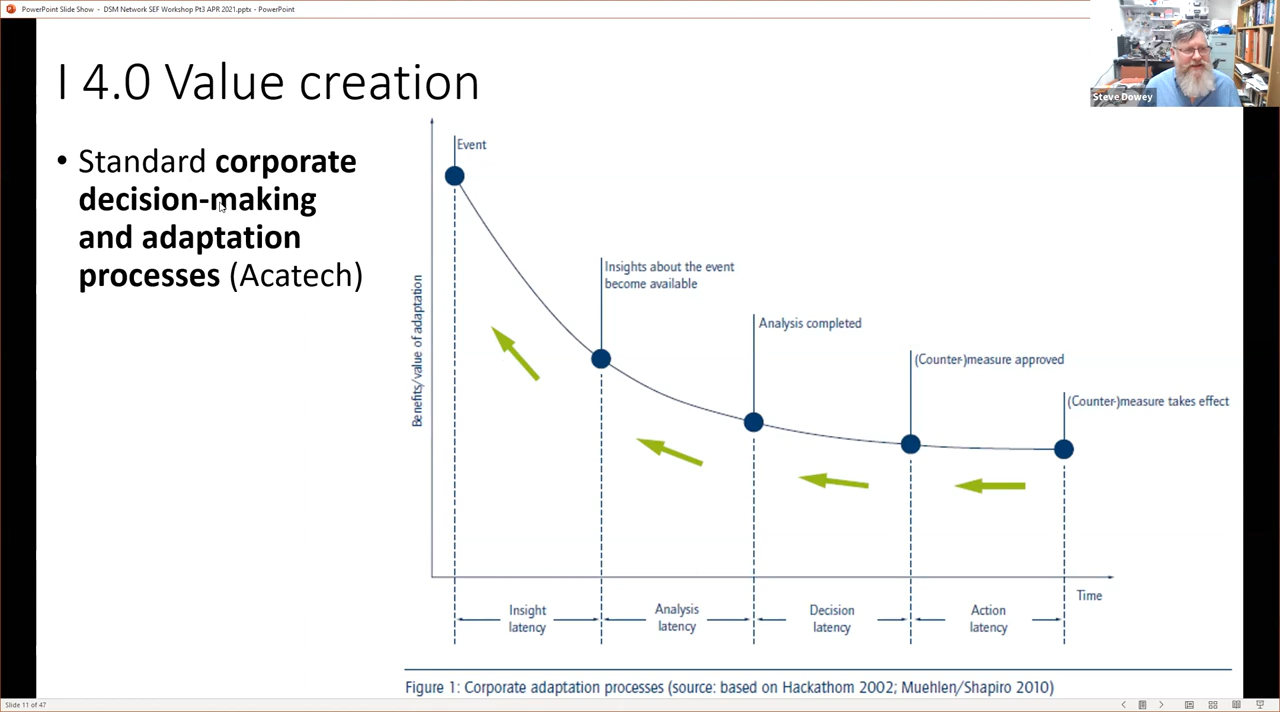 PowerPoint Slide Show - DSM Network SEF Workshop Pt3 APR 2021.pptx - PowerPoint
Steve Dowey
I 4.0 Value creation
• Standard corporate
decision-making
and adaptation
processes (Acatech)
Event
Insights about the event
become available
Analysis completed
(Counter-)measure approved
(Counter-)measure takes effect
Benefits/value of adaptation
Time
Insight
latency
Analysis
latency
Decision
latency
Action
latency
Figure 1: Corporate adaptation processes (source: based on Hackathorn 2002; Muehlen/Shapiro 2010)
Slide 11 of 47